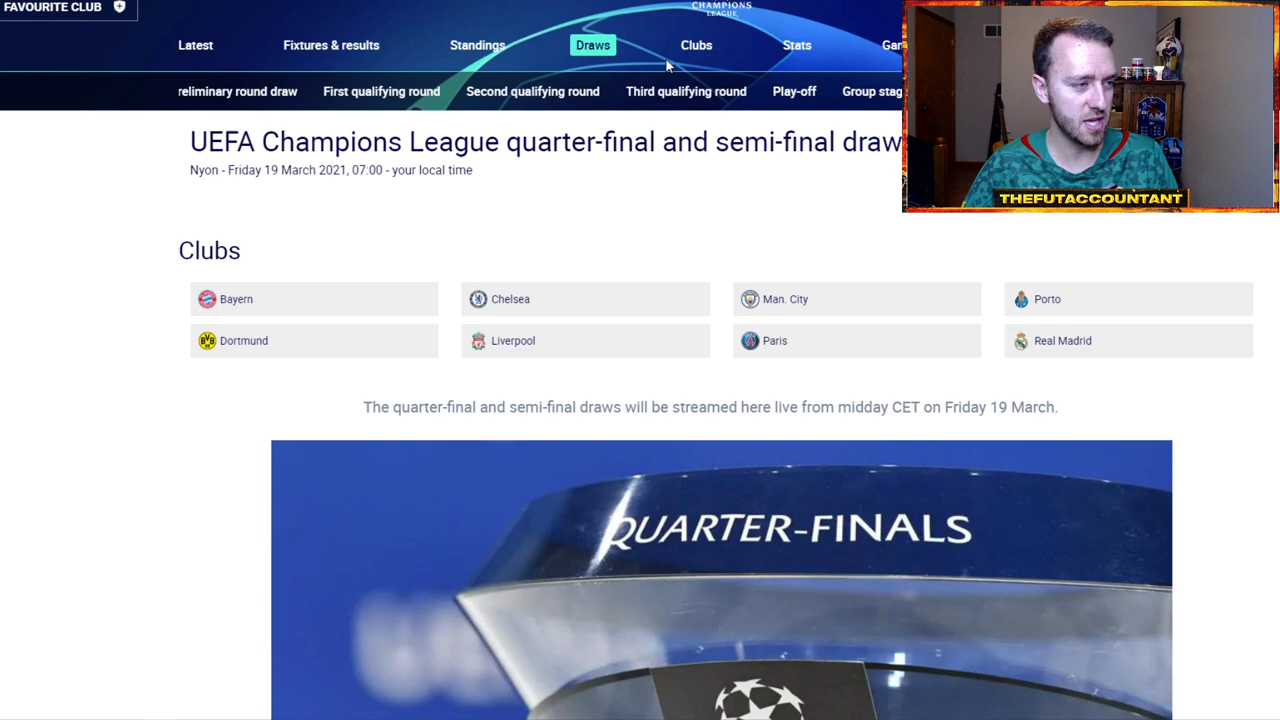 FAVOURITE CLUB
CHAMPIONS
LEAGUE
Latest
Fixtures & results
Standings
Draws
Clubs
Stats
Gan
reliminary round draw
First qualifying round
Second qualifying round
Third qualifying round
Play-off
Group stag
UEFA Champions League quarter-final and semi-final draw
Nyon - Friday 19 March 2021, 07:00 - your local time
THEFUTACCOUNTANT
Clubs
Bayern
Chelsea
Man. City
Porto
Dortmund
Liverpool
Paris
Real Madrid
The quarter-final and semi-final draws will be streamed here live from midday CET on Friday 19 March.
QUARTER-FINALS